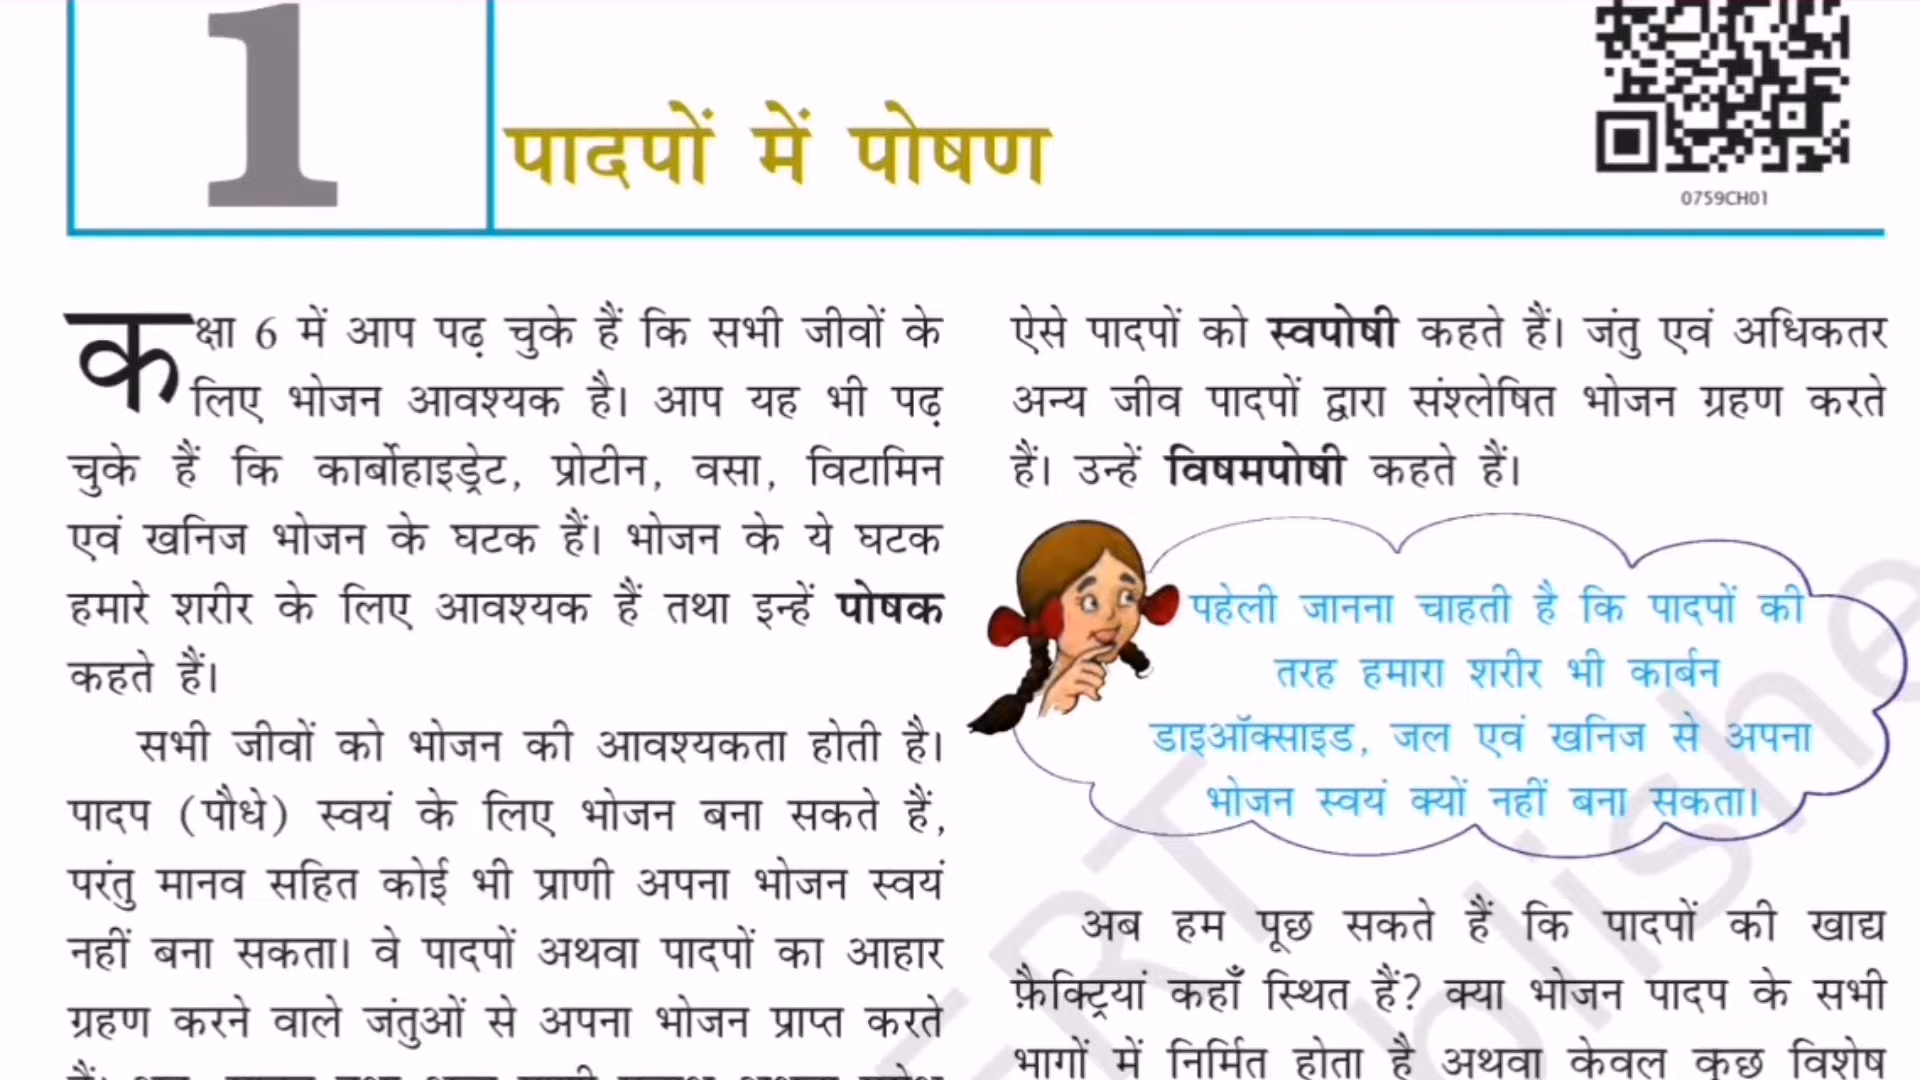 1
पादपों में पोषण
0759CH01
कक्षा 6 में आप पढ़ चुके हैं कि सभी जीवों के
लिए भोजन आवश्यक है। आप यह भी पढ़
चुके हैं कि कार्बोहाइड्रेट, प्रोटीन, वसा, विटामिन
एवं खनिज भोजन के घटक हैं। भोजन के ये घटक
हमारे शरीर के लिए आवश्यक हैं तथा इन्हें पोषक
कहते हैं।
सभी जीवों को भोजन की आवश्यकता होती है।
पादप (पौधे) स्वयं के लिए भोजन बना सकते हैं,
परंतु मानव सहित कोई भी प्राणी अपना भोजन स्वयं
नहीं बना सकता। वे पादपों अथवा पादपों का आहार
ग्रहण करने वाले जंतुओं से अपना भोजन प्राप्त करते
ऐसे पादपों को स्वपोषी कहते हैं। जंतु एवं अधिकतर
अन्य जीव पादपों द्वारा संश्लेषित भोजन ग्रहण करते
हैं। उन्हें विषमपोषी कहते हैं।
पहेली जानना चाहती है कि पादपों की
तरह हमारा शरीर भी कार्बन
डाइऑक्साइड, जल एवं खनिज से अपना
भोजन स्वयं क्यों नहीं बना सकता।
अब हम पूछ सकते हैं कि पादपों की खाद्य
फ़ैक्ट्रियां कहाँ स्थित हैं? क्या भोजन पादप के सभी
भागों में निर्मित होता है अथवा केवल कुछ विशेष